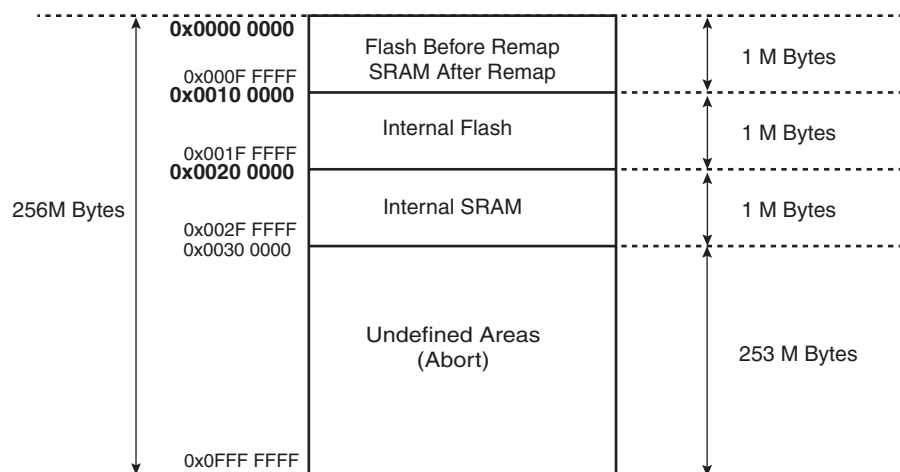 0x0000 0000
Flash Before Remap
SRAM After Remap
1 M Bytes
0x000F FFFF
0x0010 0000
Internal Flash
1 M Bytes
0x001F FFFF
0x0020 0000
256M Bytes
Internal SRAM
1 M Bytes
0x002F FFFF
0x0030 0000
Undefined Areas
(Abort)
253 M Bytes
0x0FFF FFFF